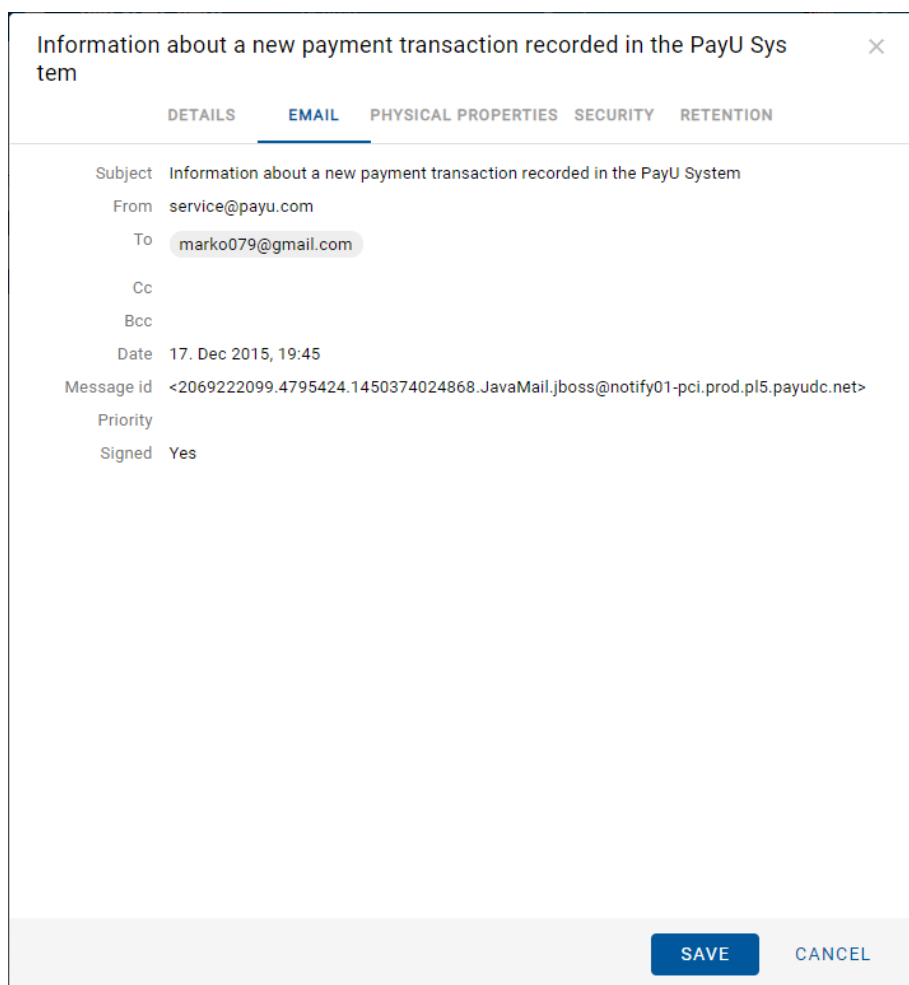 Information about a new payment transaction recorded in the PayU Sys
tem
DETAILS EMAIL PHYSICAL PROPERTIES SECURITY RETENTION
Subject Information about a new payment transaction recorded in the PayU System
From service@payu.com
To marko079@gmail.com
Cc
Bcc
Date 17. Dec 2015, 19:45
Message id <2069222099.4795424.1450374024868.JavaMail.jboss@notify01-pci.prod.pl5.payudc.net>
Priority
Signed Yes
SAVE CANCEL